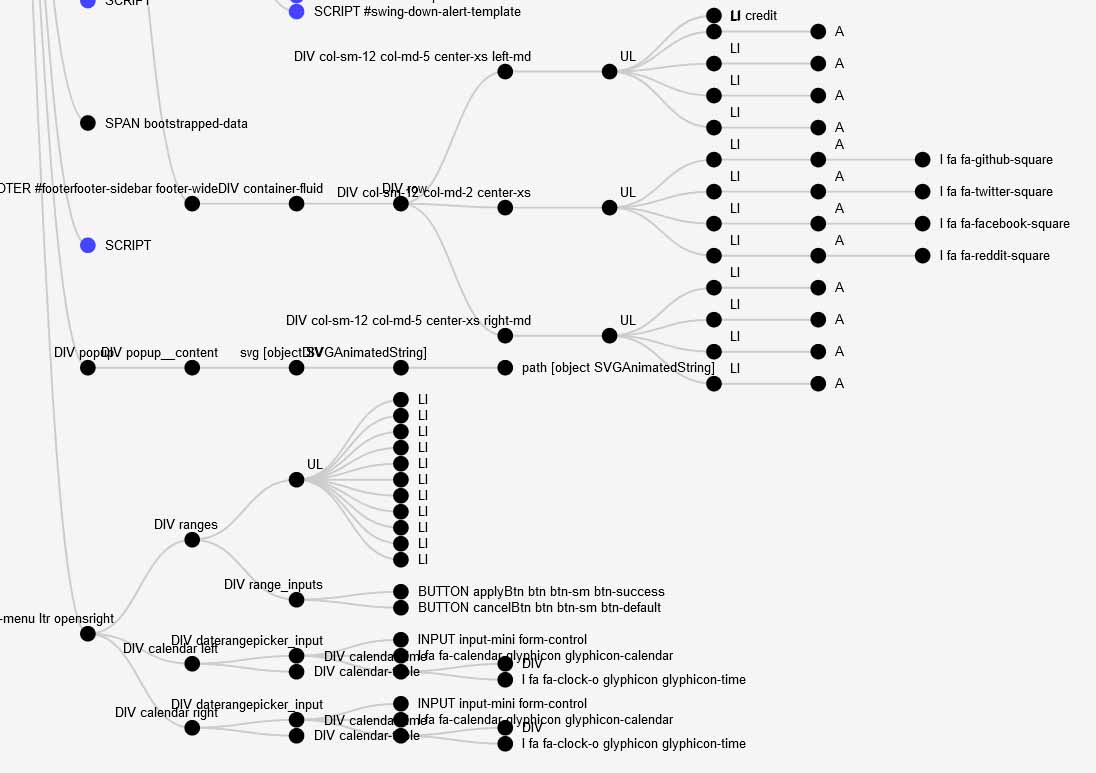 SCRIPT
SCRIPT #swing-down-alert-template
LI credit
LI
A
DIV col-sm-12 col-md-5 center-xs left-md
UL
LI
A
LI
A
LI
A
SPAN bootstrapped-data
LI
A
I fa fa-github-square
LI
A
I fa fa-twitter-square
OTER #footerfooter-sidebar footer-wide
DIV container-fluid
DIV row
DIV col-sm-12 col-md-2 center-xs
UL
LI
A
I fa fa-facebook-square
SCRIPT
LI
A
I fa fa-reddit-square
LI
A
LI
A
DIV col-sm-12 col-md-5 center-xs right-md
UL
LI
A
DIV popup
DIV popup__content
svg [object SVGAnimatedString]
DIV
path [object SVGAnimatedString]
LI
A
LI
LI
LI
LI
LI
UL
LI
LI
LI
LI
LI
LI
DIV ranges
DIV range_inputs
BUTTON applyBtn btn btn-sm btn-success
BUTTON cancelBtn btn btn-sm btn-default
-menu ltr opensright
DIV calendar left
DIV daterangepicker_input
INPUT input-mini form-control
I fa fa-calendar glyphicon glyphicon-calendar
DIV calendar-time
DIV
DIV calendar-table
I fa fa-clock-o glyphicon glyphicon-time
DIV calendar right
DIV daterangepicker_input
INPUT input-mini form-control
I fa fa-calendar glyphicon glyphicon-calendar
DIV calendar-time
DIV
DIV calendar-table
I fa fa-clock-o glyphicon glyphicon-time